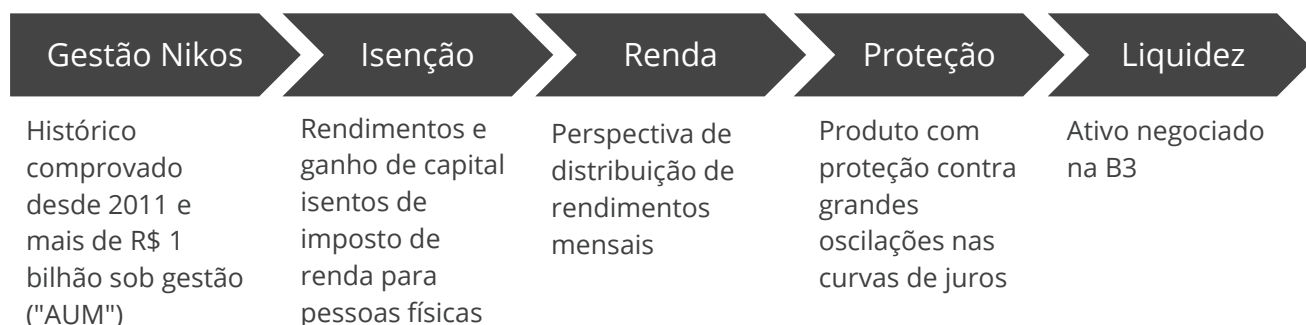 Gestão Nikos
Histórico
comprovado
desde 2011 e
mais de R$ 1
bilhão sob gestão
("AUM")
Isenção
Rendimentos e
ganho de capital
isentos de
imposto de
renda para
pessoas físicas
Renda
Perspectiva de
distribuição de
rendimentos
mensais
Proteção
Produto com
proteção contra
grandes
oscilações nas
curvas de juros
Liquidez
Ativo negociado
na B3